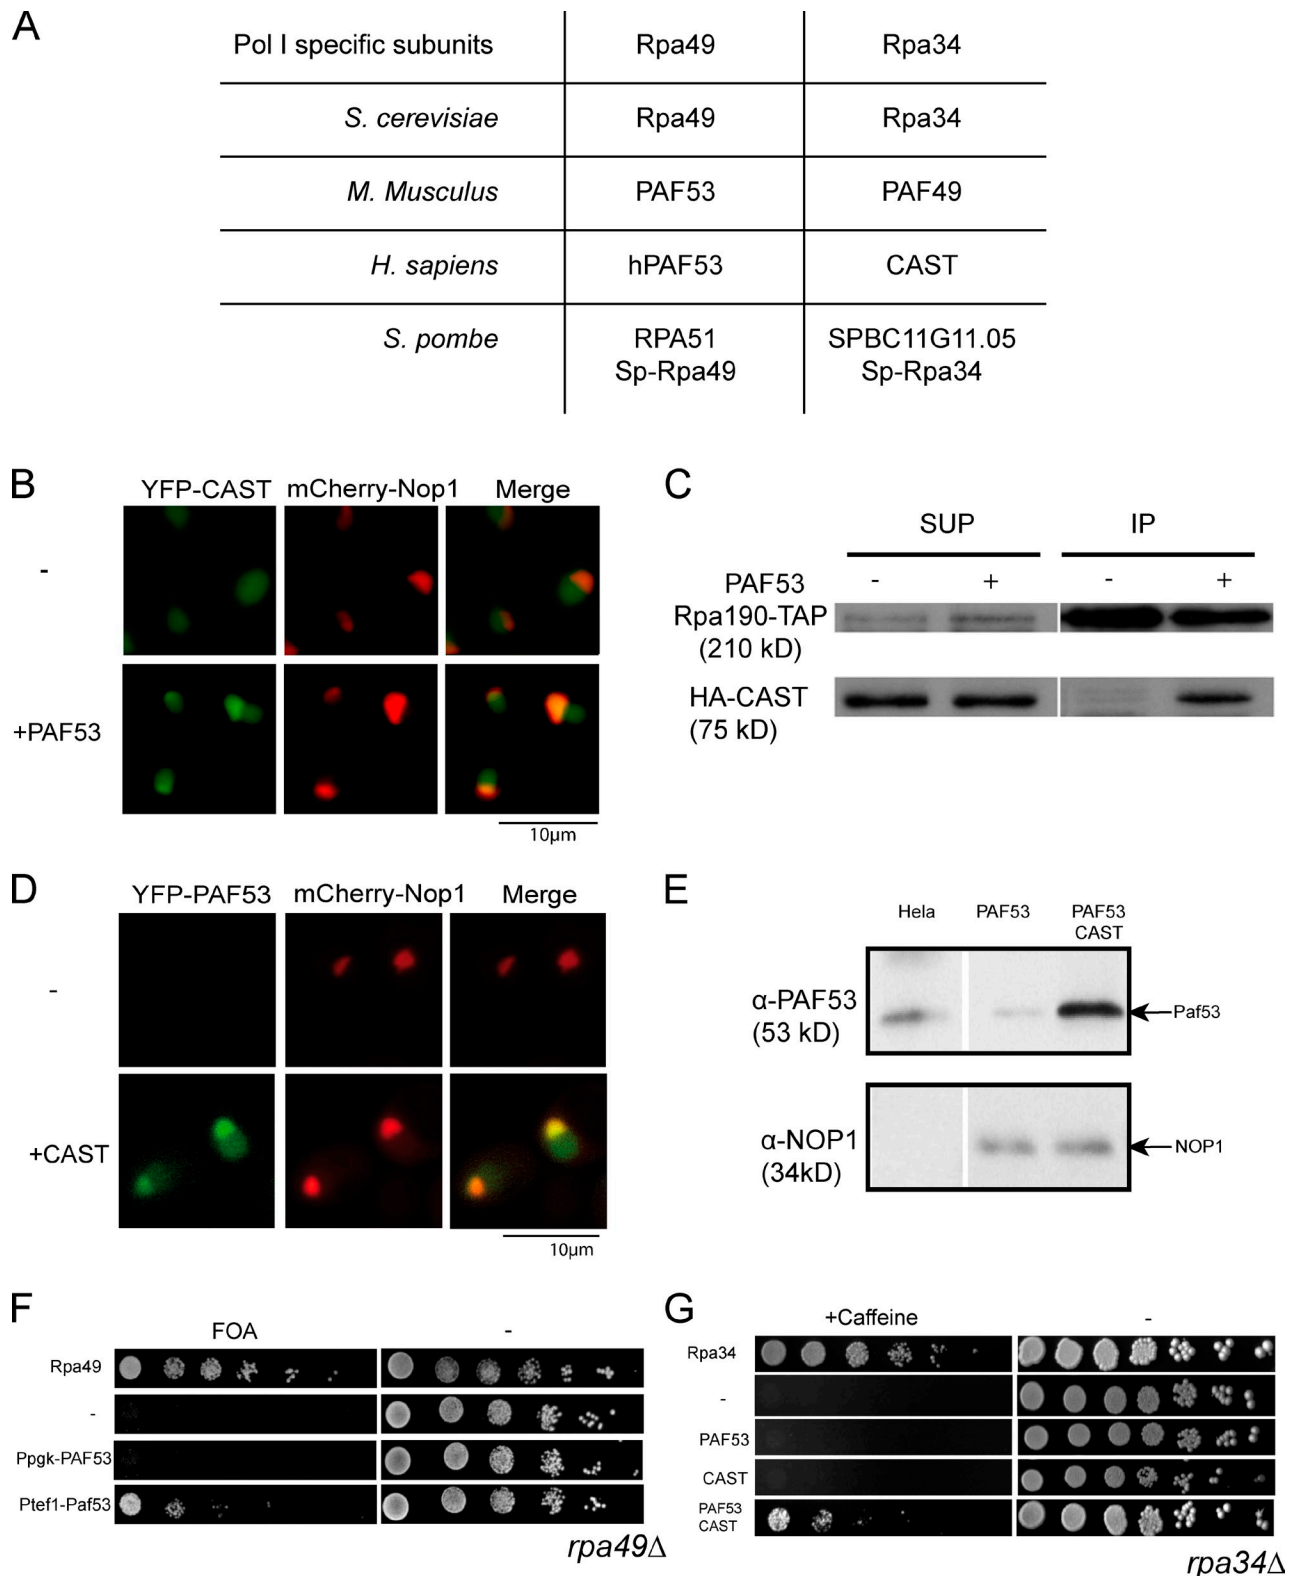 A
Pol I specific subunits Rpa49 Rpa34
S. cerevisiae Rpa49 Rpa34
M. Musculus PAF53 PAF49
H. sapiens hPAF53 CAST
S. pombe RPA51 SPBC11G11.05
Sp-Rpa49 Sp-Rpa34
B
YFP-CAST mCherry-Nop1 Merge
-
+PAF53
10µm
C
SUP IP
PAF53 - + - +
Rpa190-TAP
(210 kD)
HA-CAST
(75 kD)
D
YFP-PAF53 mCherry-Nop1 Merge
-
+CAST
10µm
E
Hela PAF53 PAF53
CAST
α-PAF53
(53 kD)
Paf53
α-NOP1
(34kD)
NOP1
F
FOA -
Rpa49
-
Ppgk-PAF53
Ptef1-Paf53
rpa49Δ
G
+Caffeine -
Rpa34
-
PAF53
CAST
PAF53
CAST
rpa34Δ